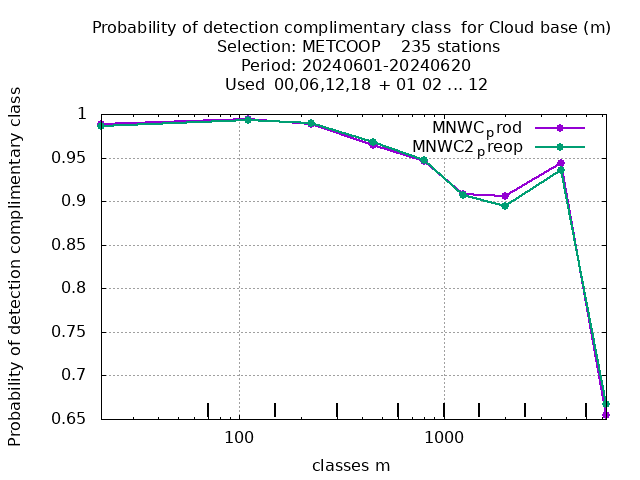 Probability of detection complimentary class  for Cloud base (m)
Selection: METCOOP    235 stations
Period: 20240601-20240620
Used  00,06,12,18  + 01 02 ... 12
Probability of detection complimentary class
1
0.95
0.9
0.85
0.8
0.75
0.7
0.65
MNWCprod
MNWC2preop
100
1000
classes m